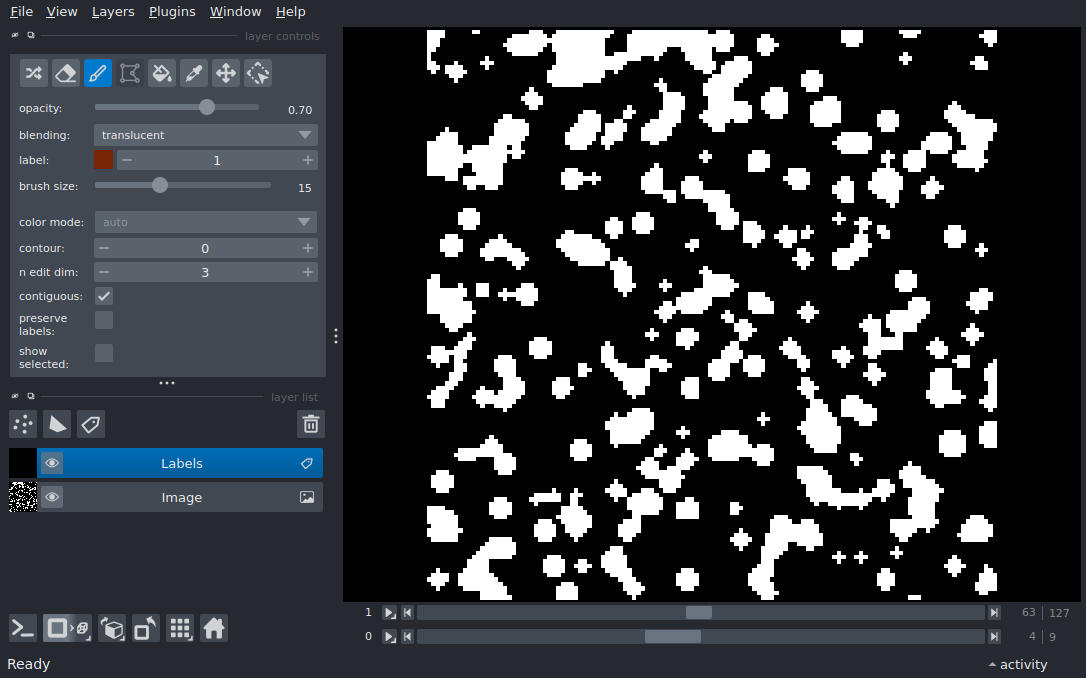 File View Layers Plugins Window Help
layer controls
opacity: 0.70
blending: translucent
label: 1
brush size: 15
color mode: auto
contour: 0
n edit dim: 3
contiguous:
preserve
labels:
show
selected:
layer list
Labels
Image
1 63 127
0 4 9
Ready activity